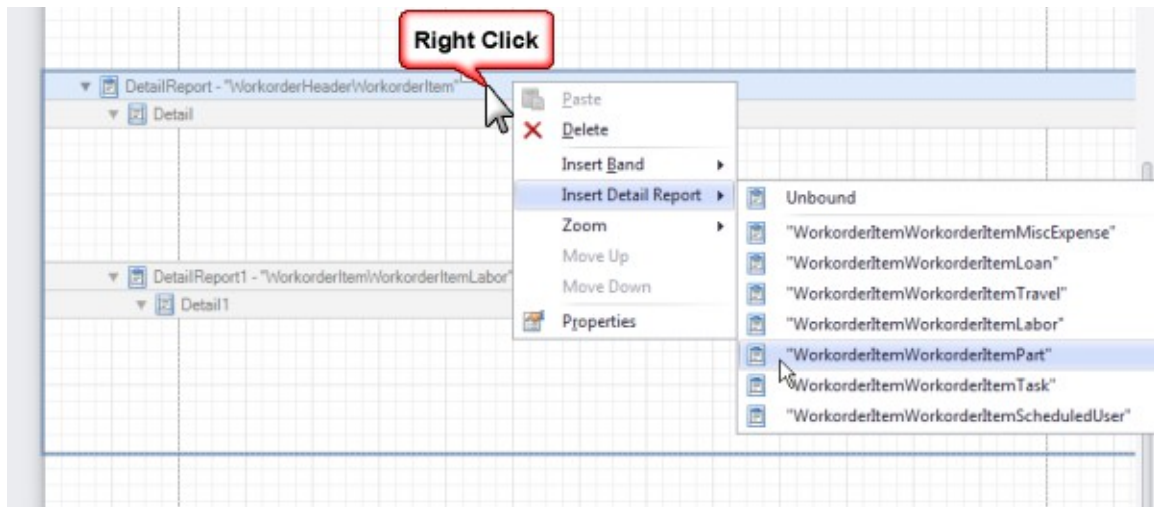 Right Click
DetailReport - "WorkorderHeaderWorkorderItem"
Detail
Paste
Delete
Insert Band
Insert Detail Report
Zoom
Move Up
Move Down
Properties
Unbound
"WorkorderItemWorkorderItemMiscExpense"
"WorkorderItemWorkorderItemLoan"
"WorkorderItemWorkorderItemTravel"
"WorkorderItemWorkorderItemLabor"
"WorkorderItemWorkorderItemPart"
"WorkorderItemWorkorderItemTask"
"WorkorderItemWorkorderItemScheduledUser"
DetailReport1 - "WorkorderItemWorkorderItemLabor"
Detail1